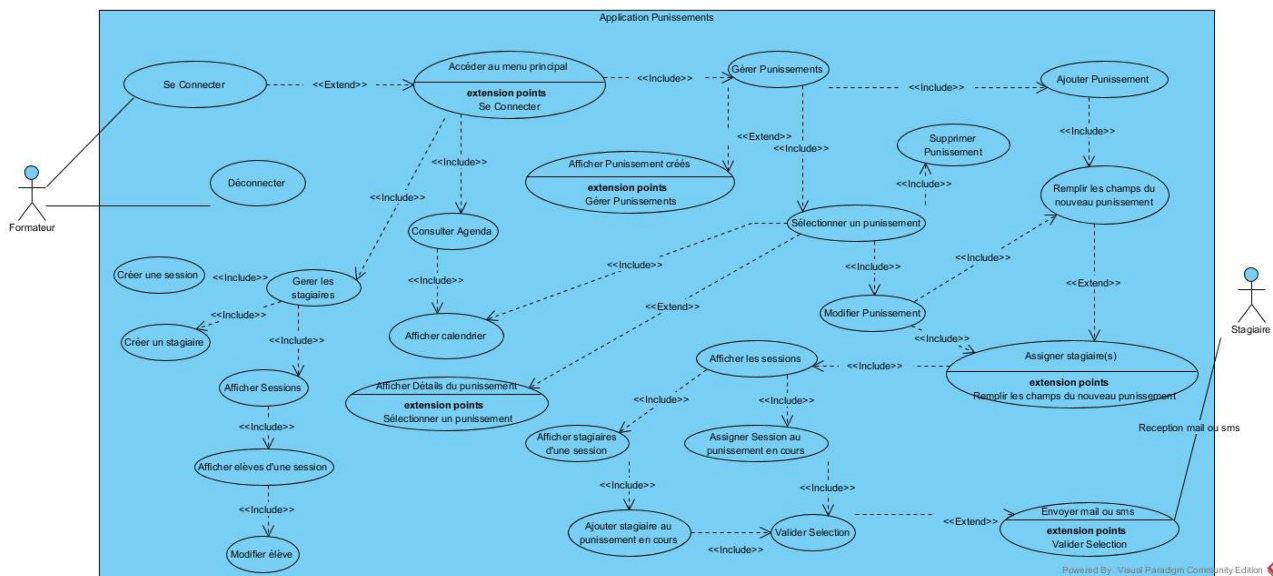 Application Punissements
Se Connecter
<<Extend>>
Accéder au menu principal
extension points
Se Connecter
<<Include>>
Gérer Punissements
<<Include>>
Ajouter Punissement
<<Include>>
Supprimer
Punissement
<<Extend>>
<<Include>>
<<Include>>
Afficher Punissement créés
extension points
Gérer Punissements
<<Include>>
Déconnecter
<<Include>>
<<Include>>
Remplir les champs du
nouveau punissement
Formateur
Consulter Agenda
Sélectionner un punissement
Créer une session
<<Include>>
Gerer les
stagiaires
<<Include>>
<<Include>>
<<Include>>
<<Include>>
<<Extend>>
<<Extend>>
<<Include>>
Créer un stagiaire
<<Include>>
Afficher calendrier
Modifier Punissement
Stagiaire
<<Include>>
Afficher les sessions
Assigner stagiaire(s)
extension points
Remplir les champs du nouveau punissement
<<Include>>
Afficher Sessions
Afficher Détails du punissement
extension points
Sélectionner un punissement
<<Include>>
<<Include>>
<<Include>>
Reception mail ou sms
Afficher stagiaires
d'une session
Assigner Session au
punissement en cours
Afficher elèves d'une session
<<Include>>
<<Include>>
<<Include>>
Envoyer mail ou sms
extension points
Valider Selection
<<Extend>>
Ajouter stagiaire au
punissement en cours
<<Include>>
Valider Selection
Modifier élève
Powered By Visual Paradigm Community Edition